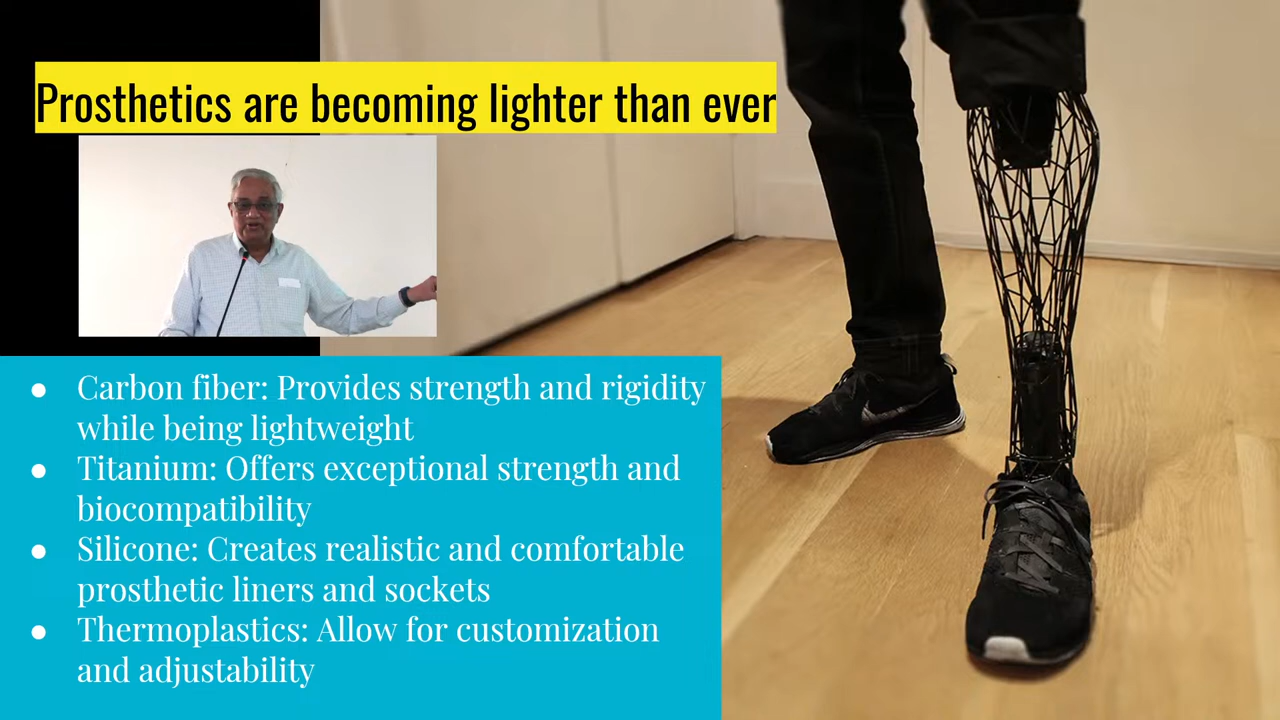 Prosthetics are becoming lighter than ever
● Carbon fiber: Provides strength and rigidity
while being lightweight
● Titanium: Offers exceptional strength and
biocompatibility
● Silicone: Creates realistic and comfortable
prosthetic liners and sockets
● Thermoplastics: Allow for customization
and adjustability